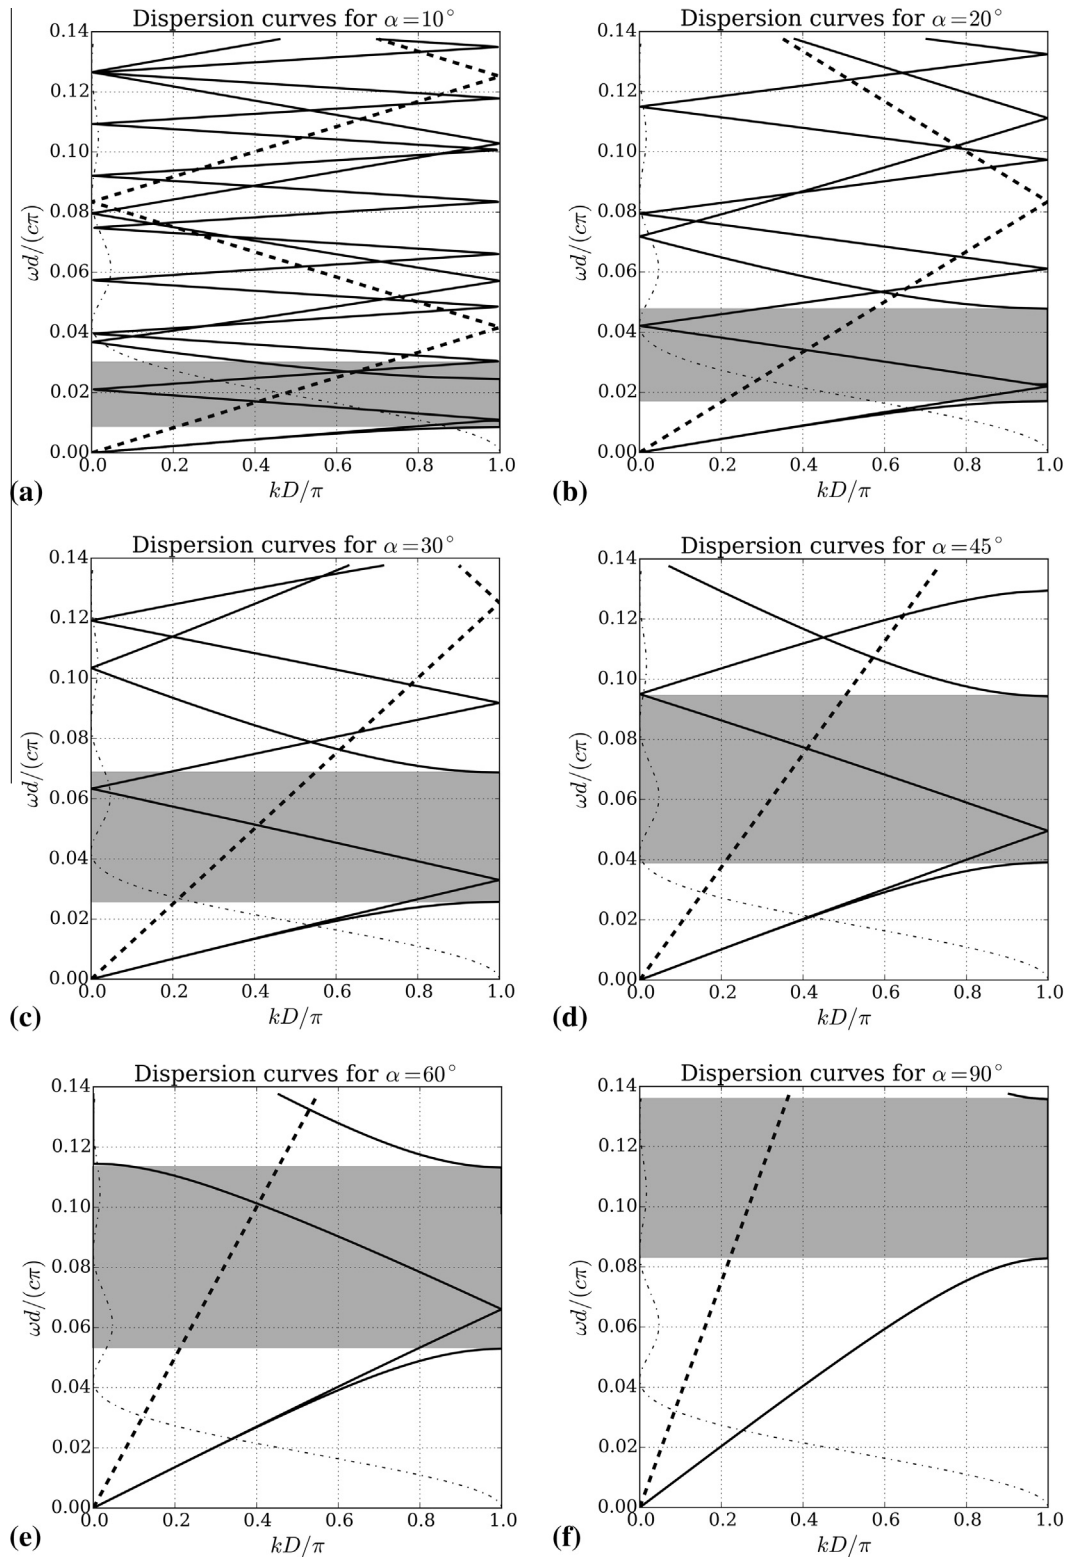 Dispersion curves for α=10°
0.14
0.12
0.10
0.08
0.06
0.04
0.02
0.00
ωd/(cπ)
0.0 0.2 0.4 0.6 0.8 1.0
kD/π
(a)
Dispersion curves for α=20°
0.14
0.12
0.10
0.08
0.06
0.04
0.02
0.00
ωd/(cπ)
0.0 0.2 0.4 0.6 0.8 1.0
kD/π
(b)
Dispersion curves for α=30°
0.14
0.12
0.10
0.08
0.06
0.04
0.02
0.00
ωd/(cπ)
0.0 0.2 0.4 0.6 0.8 1.0
kD/π
(c)
Dispersion curves for α=45°
0.14
0.12
0.10
0.08
0.06
0.04
0.02
0.00
ωd/(cπ)
0.0 0.2 0.4 0.6 0.8 1.0
kD/π
(d)
Dispersion curves for α=60°
0.14
0.12
0.10
0.08
0.06
0.04
0.02
0.00
ωd/(cπ)
0.0 0.2 0.4 0.6 0.8 1.0
kD/π
(e)
Dispersion curves for α=90°
0.14
0.12
0.10
0.08
0.06
0.04
0.02
0.00
ωd/(cπ)
0.0 0.2 0.4 0.6 0.8 1.0
kD/π
(f)